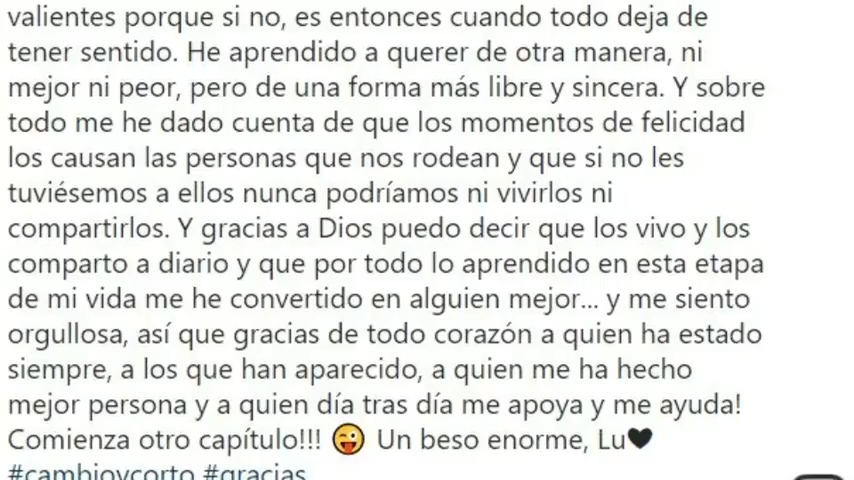 valientes porque si no, es entonces cuando todo deja de
tener sentido. He aprendido a querer de otra manera, ni
mejor ni peor, pero de una forma más libre y sincera. Y sobre
todo me he dado cuenta de que los momentos de felicidad
los causan las personas que nos rodean y que si no les
tuviésemos a ellos nunca podríamos ni vivirlos ni
compartirlos. Y gracias a Dios puedo decir que los vivo y los
comparto a diario y que por todo lo aprendido en esta etapa
de mi vida me he convertido en alguien mejor... y me siento
orgullosa, así que gracias de todo corazón a quien ha estado
siempre, a los que han aparecido, a quien me ha hecho
mejor persona y a quien día tras día me apoya y me ayuda!
Comienza otro capítulo!!! 😜 Un beso enorme, Lu🖤
#cambioycorto #gracias